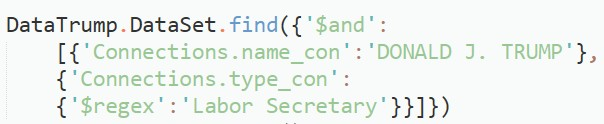 DataTrump.DataSet.find({'$and':
[{'Connections.name_con':'DONALD J. TRUMP'},
{'Connections.type_con':
{'$regex':'Labor Secretary'}}]})